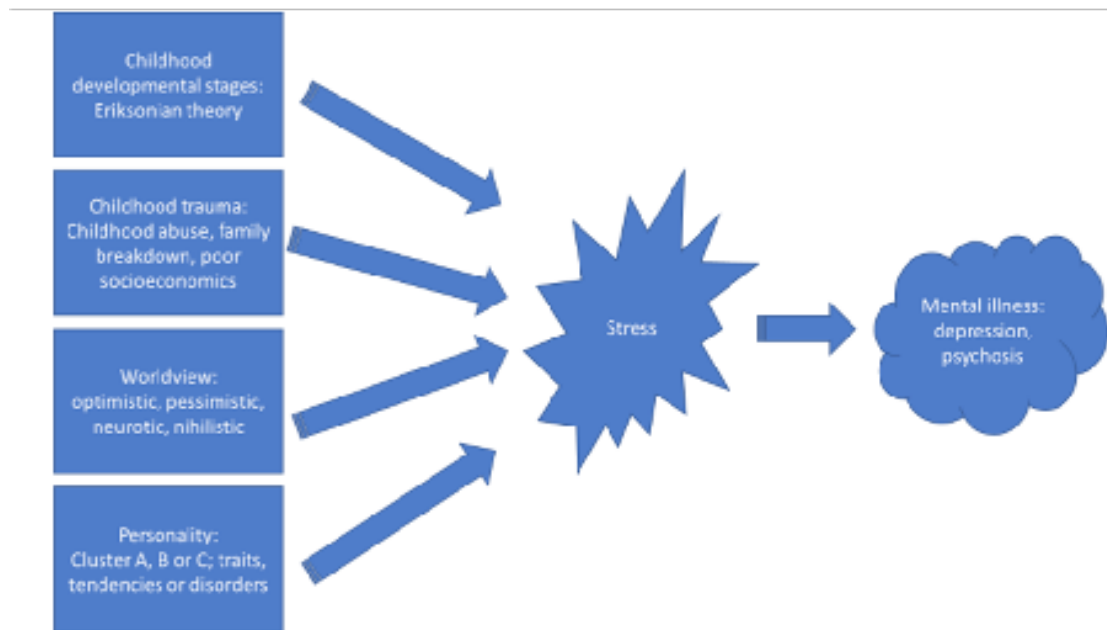 Childhood
developmental stages:
Eriksonian theory
Childhood trauma:
Childhood abuse, family
breakdown, poor
socioeconomics
Worldview:
optimistic, pessimistic,
neurotic, nihilistic
Personality:
Cluster A, B or C; traits,
tendencies or disorders
Stress
Mental illness:
depression,
psychosis